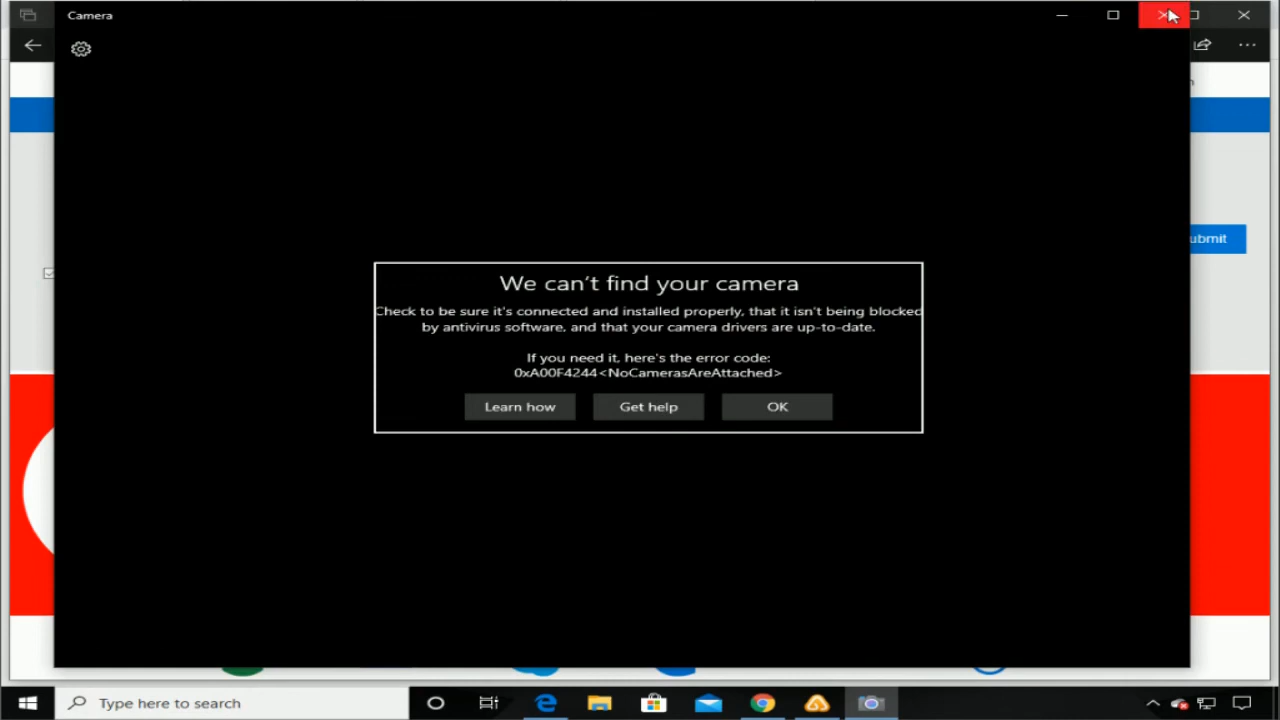 Camera
ubmit
We can't find your camera
Check to be sure it's connected and installed properly, that it isn't being blocked
by antivirus software, and that your camera drivers are up-to-date.
If you need it, here's the error code:
0xA00F4244<NoCamerasAreAttached>
Learn how
Get help
OK
Type here to search